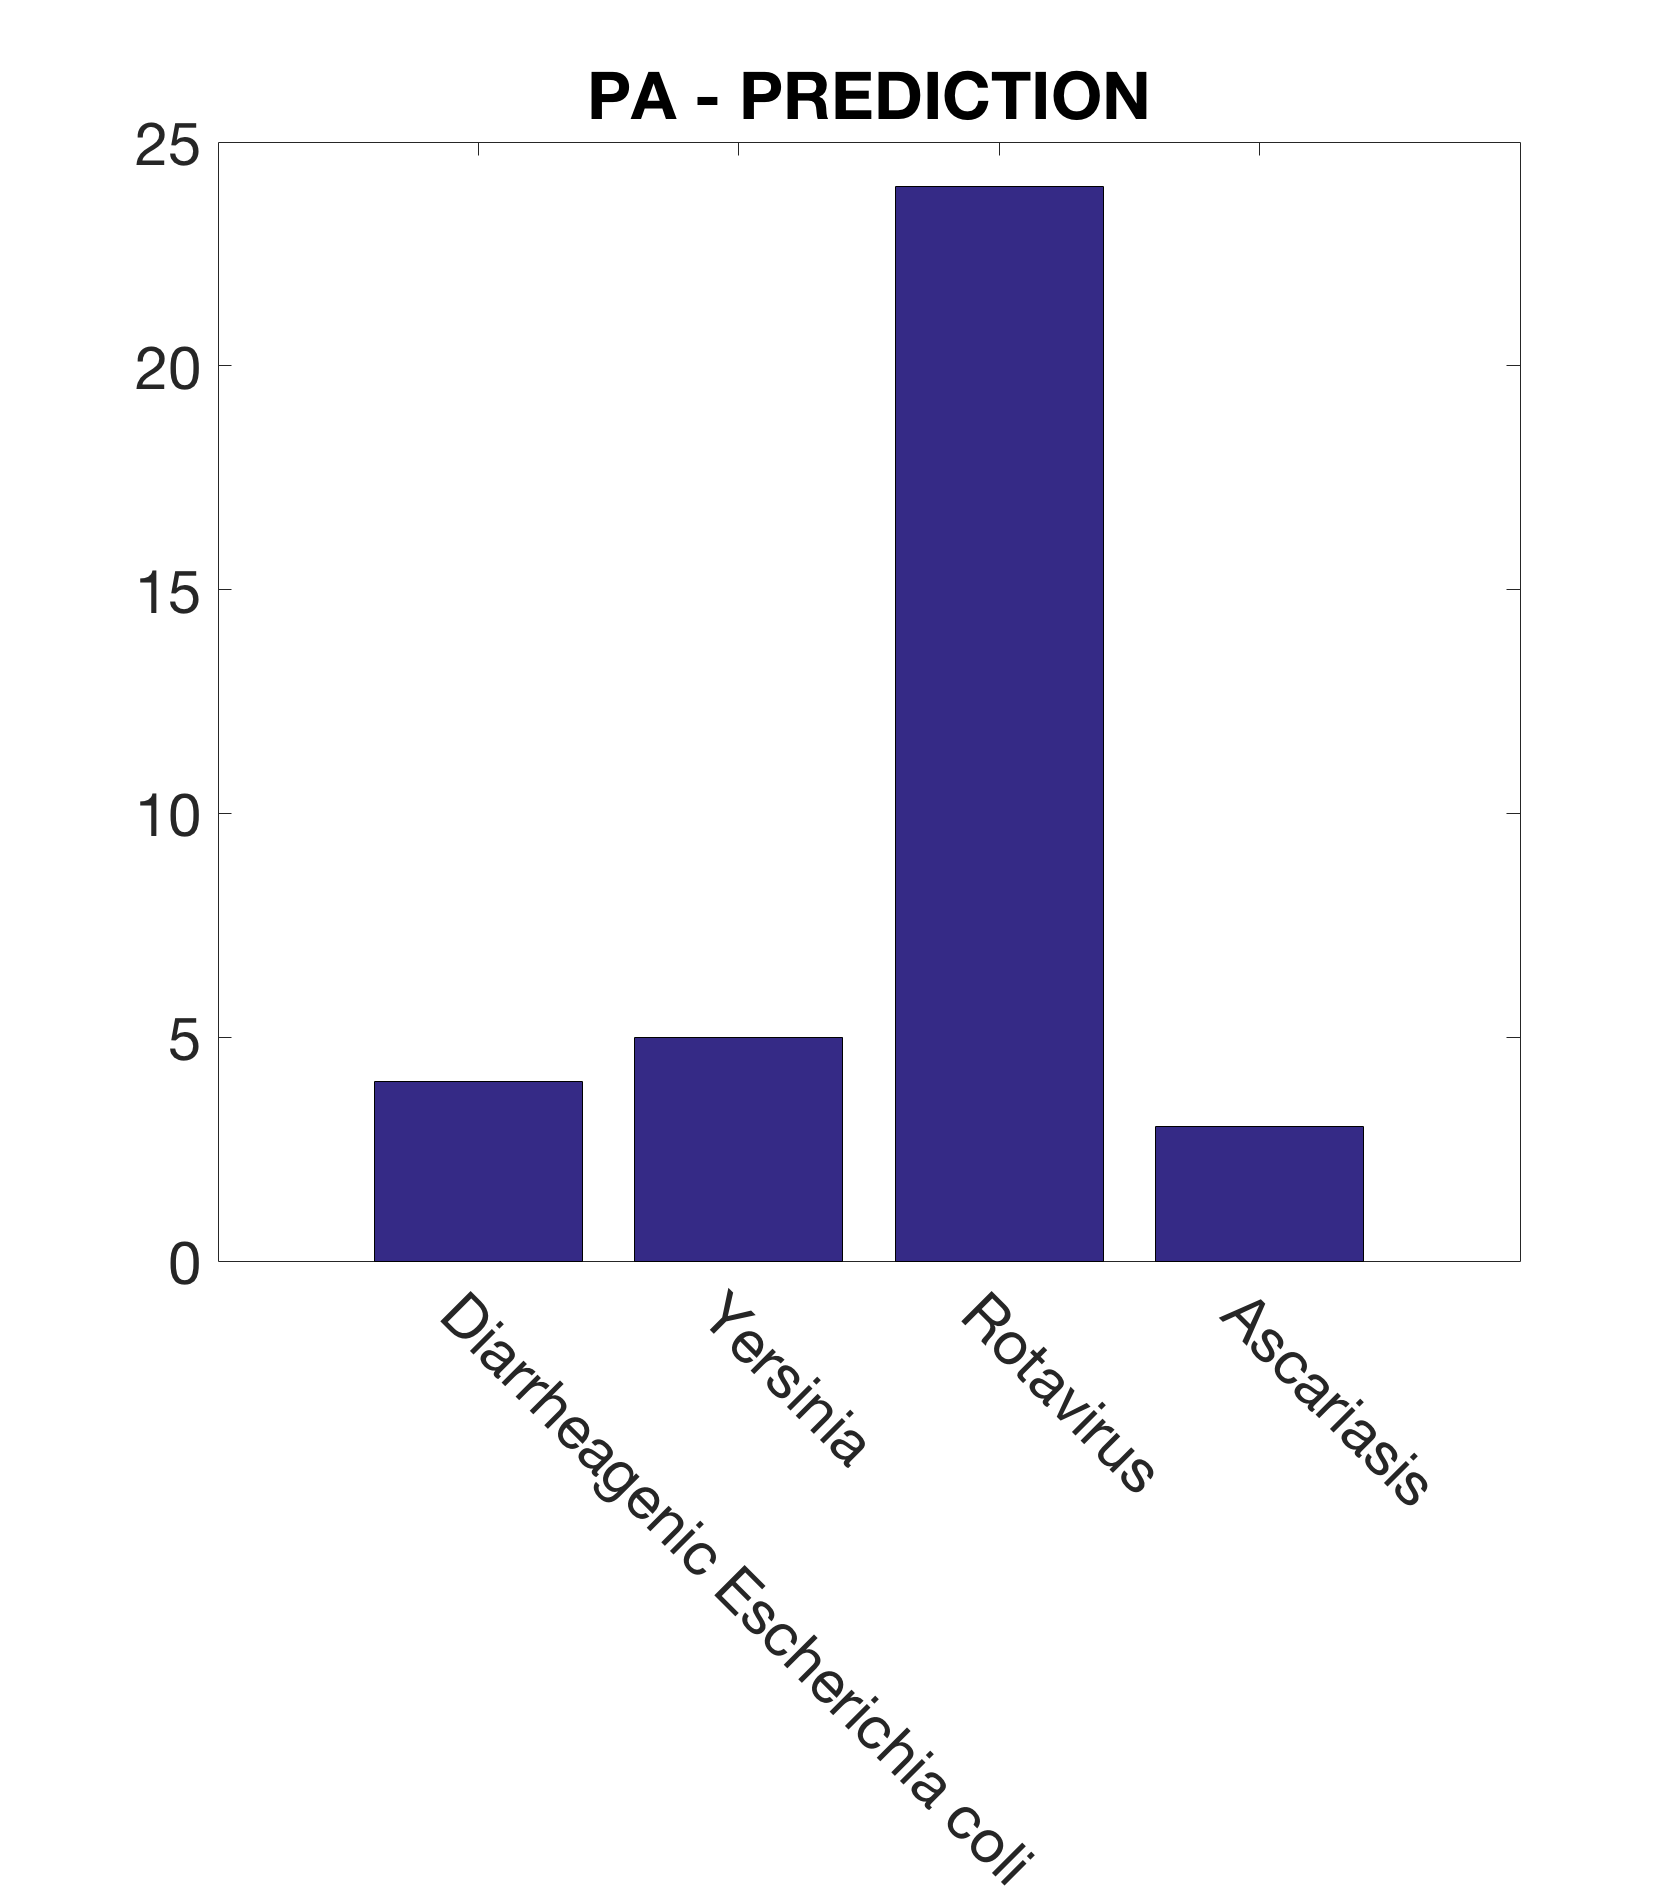 PA - PREDICTION
25
20
15
10
5
0
Diarrheagenic Escherichia coli
Yersinia
Rotavirus
Ascariasis